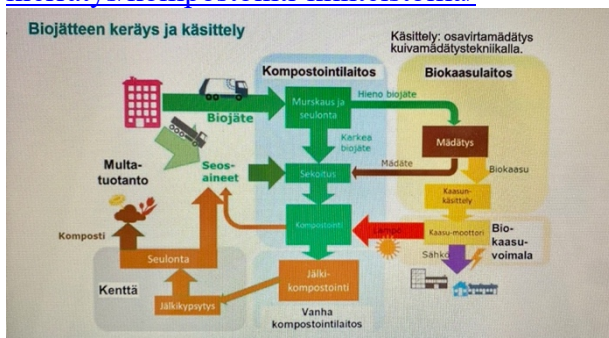 Biojätteen keräys ja käsittely
Käsittely: osavirtamädätys
kuivamädätystekniikalla.
Kompostointilaitos
Biokaasulaitos
Biojäte
Murskaus ja
seulonta
Hieno biojäte
Karkea
biojäte
Mädätys
Mädäte
Biokaasu
Multa-
tuotanto
Seos-
aineet
Sekoitus
Kaasun-
käsittely
Komposti
Kompostointi
Lämpö
Kaasu-moottori
Bio-
kaasu-
voimala
Sähkö
Seulonta
Kenttä
Jälkikypsytys
Jälki-
kompostointi
Vanha
kompostointilaitos